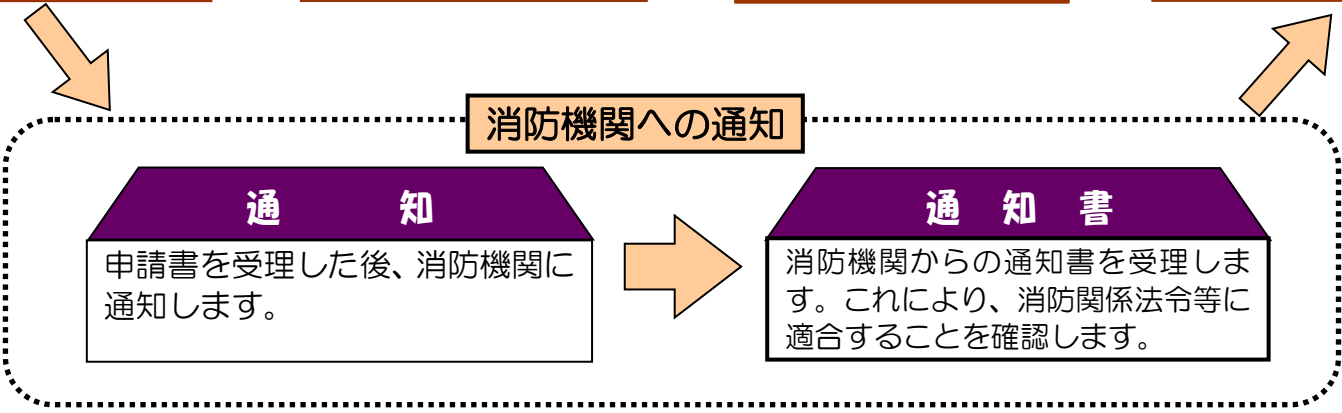 消防機関への通知
通　知
申請書を受理した後、消防機関に
通知します。
通 知 書
消防機関からの通知書を受理しま
す。これにより、消防関係法令等に
適合することを確認します。